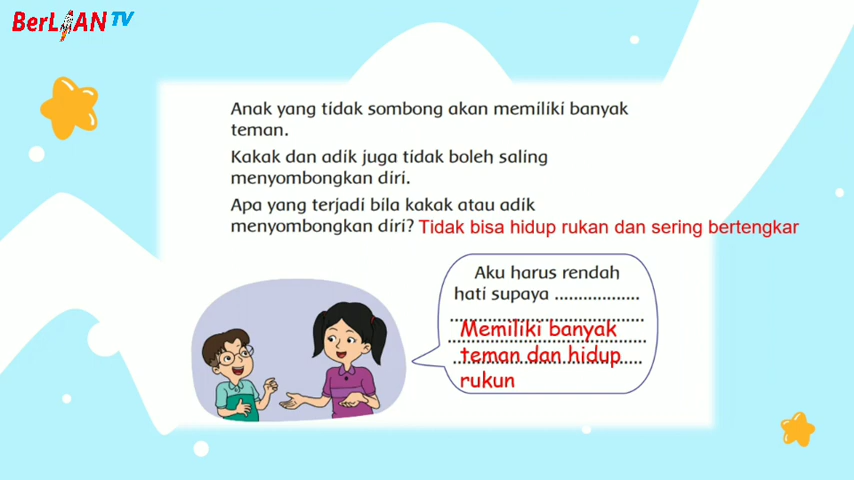 BerLIAN TV
Anak yang tidak sombong akan memiliki banyak
teman.
Kakak dan adik juga tidak boleh saling
menyombongkan diri.
Apa yang terjadi bila kakak atau adik
menyombongkan diri? Tidak bisa hidup rukan dan sering bertengkar
Aku harus rendah
hati supaya ..................
.........................................
Memiliki banyak
teman dan hidup
rukun